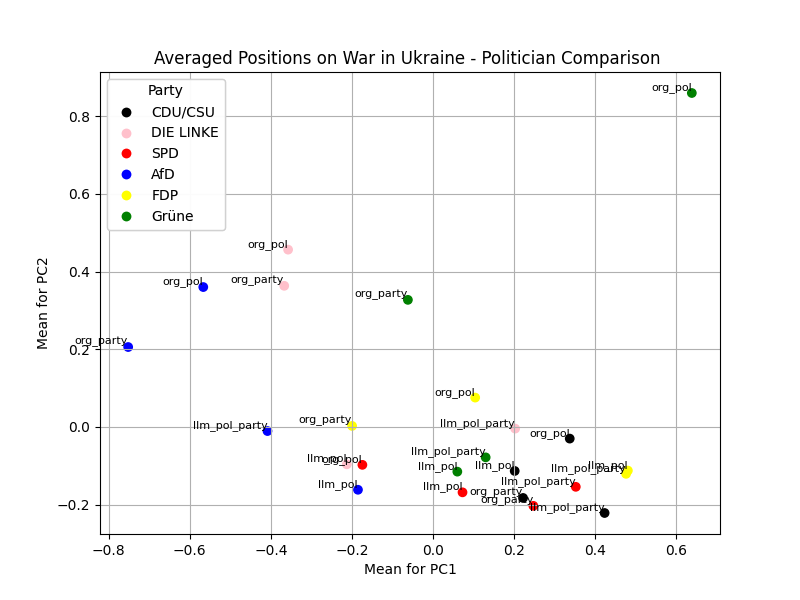 Averaged Positions on War in Ukraine - Politician Comparison
Party
CDU/CSU
DIE LINKE
SPD
AfD
FDP
Grüne
org_pol
org_pol
org_party
org_pol
org_party
org_party
org_pol
org_party
llm_pol_party
llm_pol_party
org_pol
llm_pol_party
llm_pol
org_pol
llm_pol
llm_pol
llm_pol_party
llm_pol
llm_pol
llm_pol
llm_pol_party
org_party
org_party
llm_pol_party
0.8
0.6
0.4
0.2
0.0
−0.2
Mean for PC2
−0.8
−0.6
−0.4
−0.2
0.0
0.2
0.4
0.6
Mean for PC1